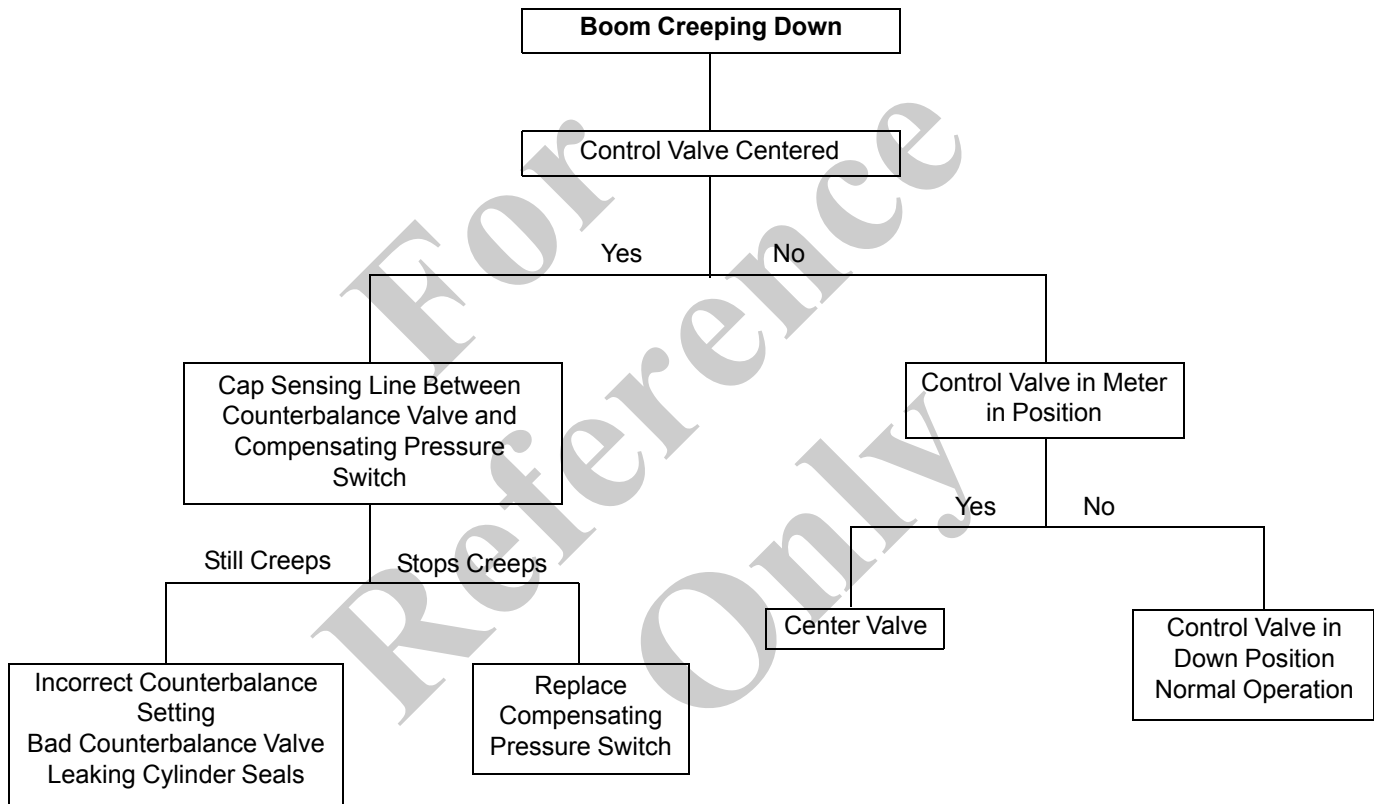 Boom Creeping Down
Control Valve Centered
Yes
No
Cap Sensing Line Between
Counterbalance Valve and
Compensating Pressure
Switch
Control Valve in Meter
in Position
Still Creeps
Stops Creeps
Yes
No
Incorrect Counterbalance
Setting
Bad Counterbalance Valve
Leaking Cylinder Seals
Replace
Compensating
Pressure Switch
Center Valve
Control Valve in
Down Position
Normal Operation
For
Reference
Only